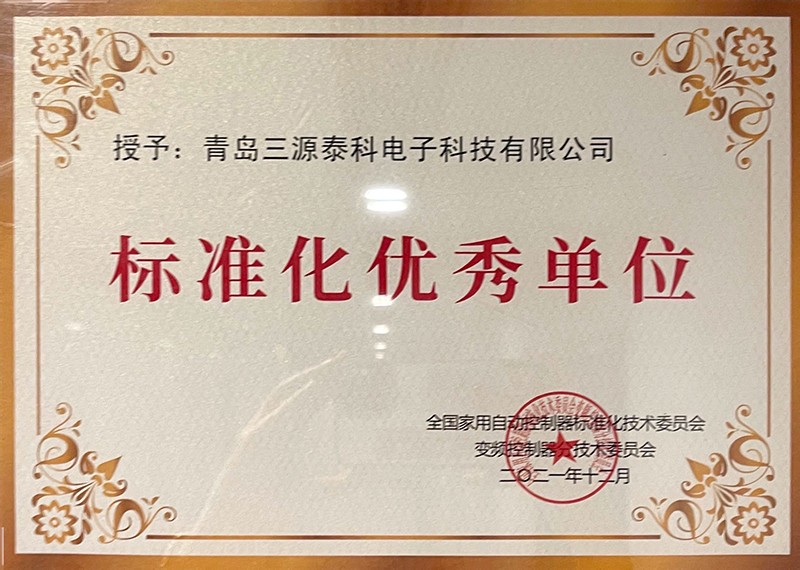 授予：青岛三源泰科电子科技有限公司
标准化优秀单位
全国家用自动控制器标准化技术委员会
变频控制器分技术委员会
二〇二一年十二月